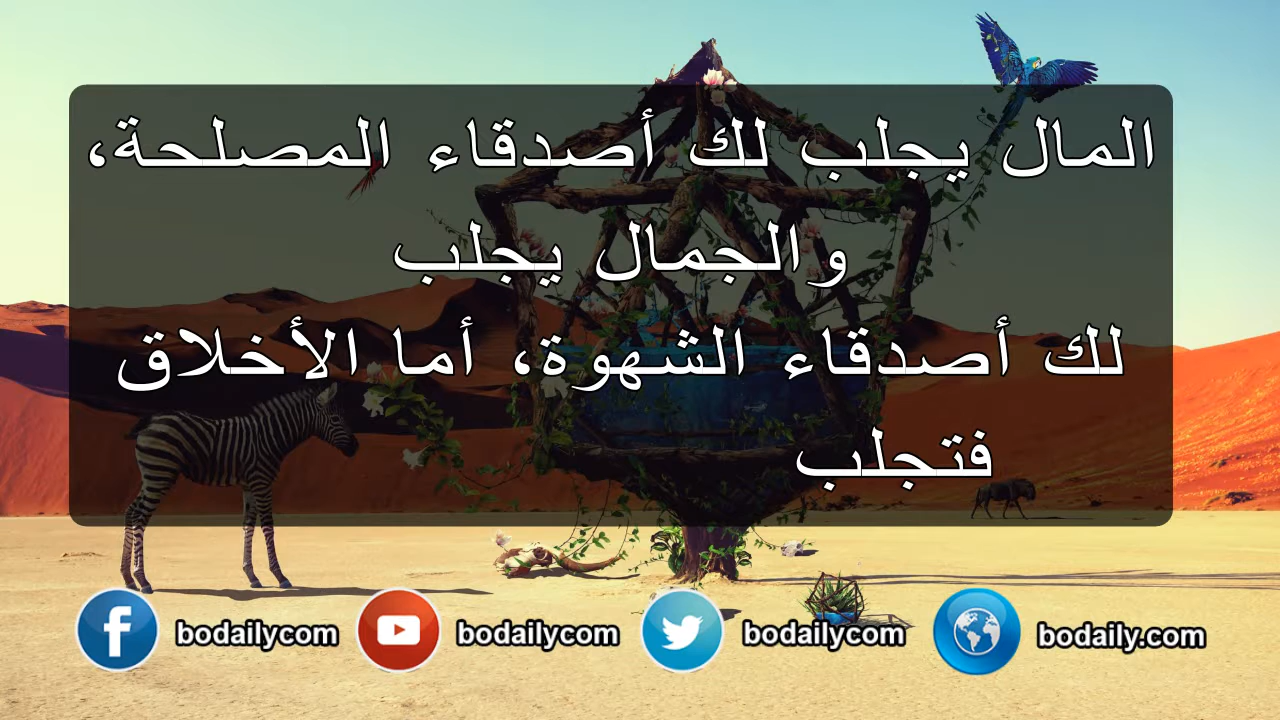 المال يجلب لك أصدقاء المصلحة،
والجمال يجلب
لك أصدقاء الشهوة، أما الأخلاق
فتجلب
bodailycom bodailycom bodailycom bodaily.com